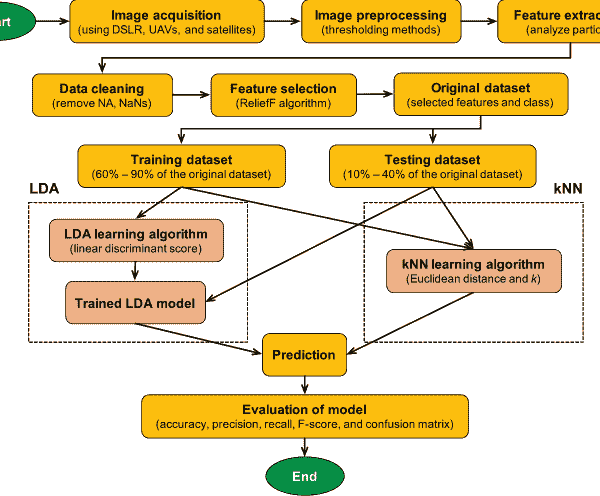 Image acquisition
(using DSLR, UAVs, and satellites)
Image preprocessing
(thresholding methods)
Feature
(analyze
Data cleaning
(remove NA, NaNs)
Feature selection
(ReliefF algorithm)
Original dataset
(selected features and class)
Training dataset
(60% – 90% of the original dataset)
Testing dataset
(10% – 40% of the original dataset)
LDA
kNN
LDA learning algorithm
(linear discriminant score)
kNN learning algorithm
(Euclidean distance and k)
Trained LDA model
Prediction
Evaluation of model
(accuracy, precision, recall, F-score, and confusion matrix)
End